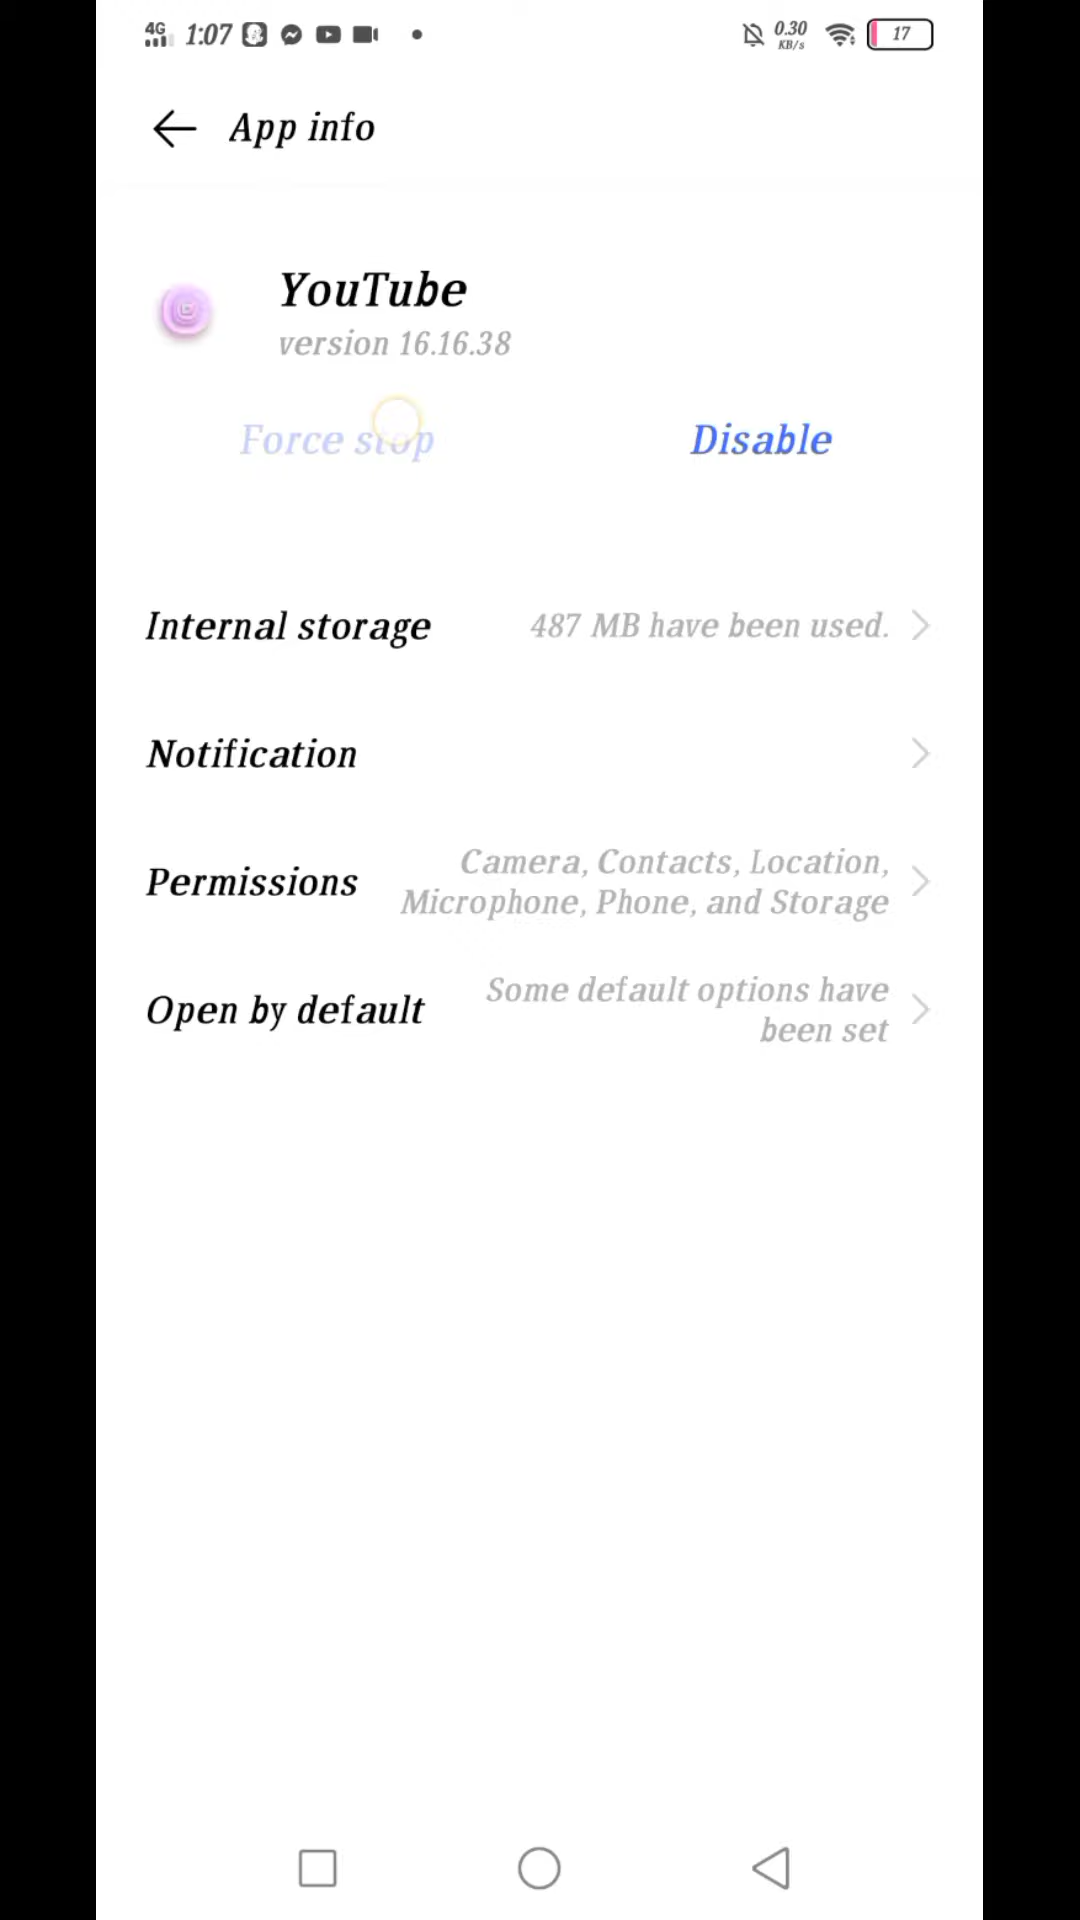 4G 1:07 0.30 KB/s 17
App info
YouTube
version 16.16.38
Force stop Disable
Internal storage 487 MB have been used.
Notification
Permissions Camera, Contacts, Location,
Microphone, Phone, and Storage
Open by default Some default options have
been set